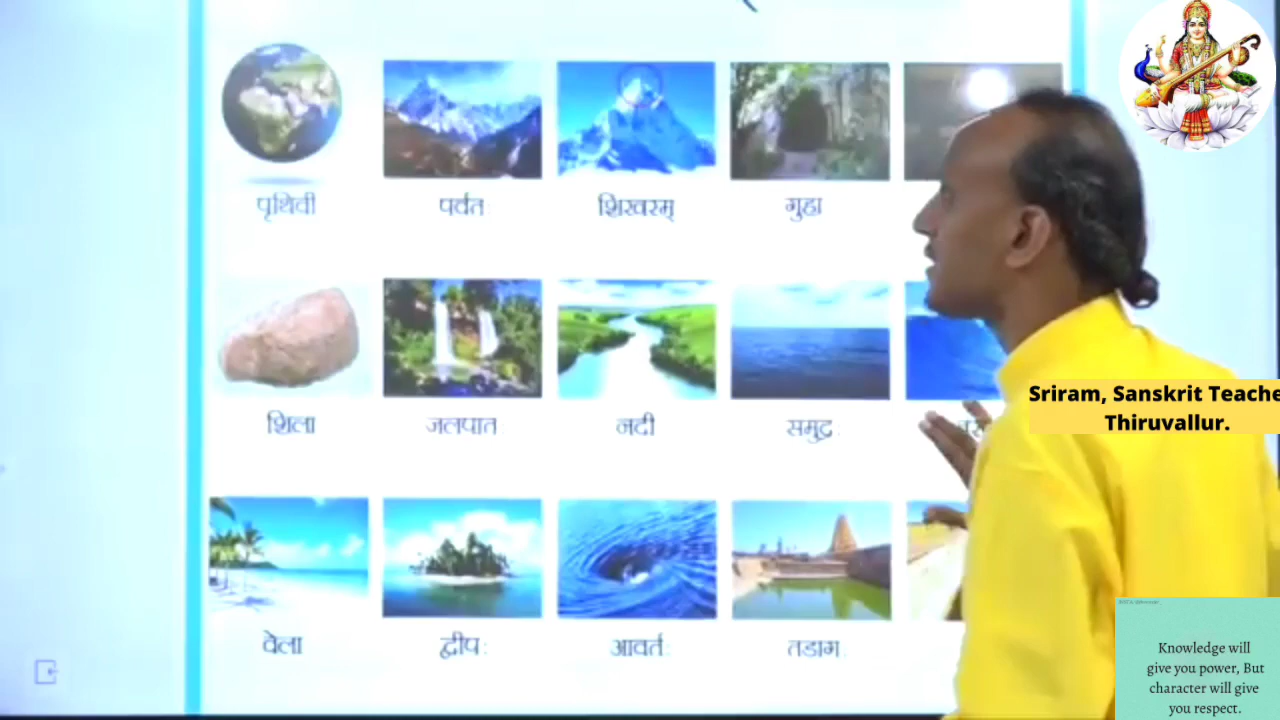 पृथिवी पर्वतः शिखरम् गुहा
शिला जलपात नदी समुद्रः
Sriram, Sanskrit Teache
Thiruvallur.
वेला द्वीपः आवर्तः तडागः
Knowledge will
give you power, But
character will give
you respect.